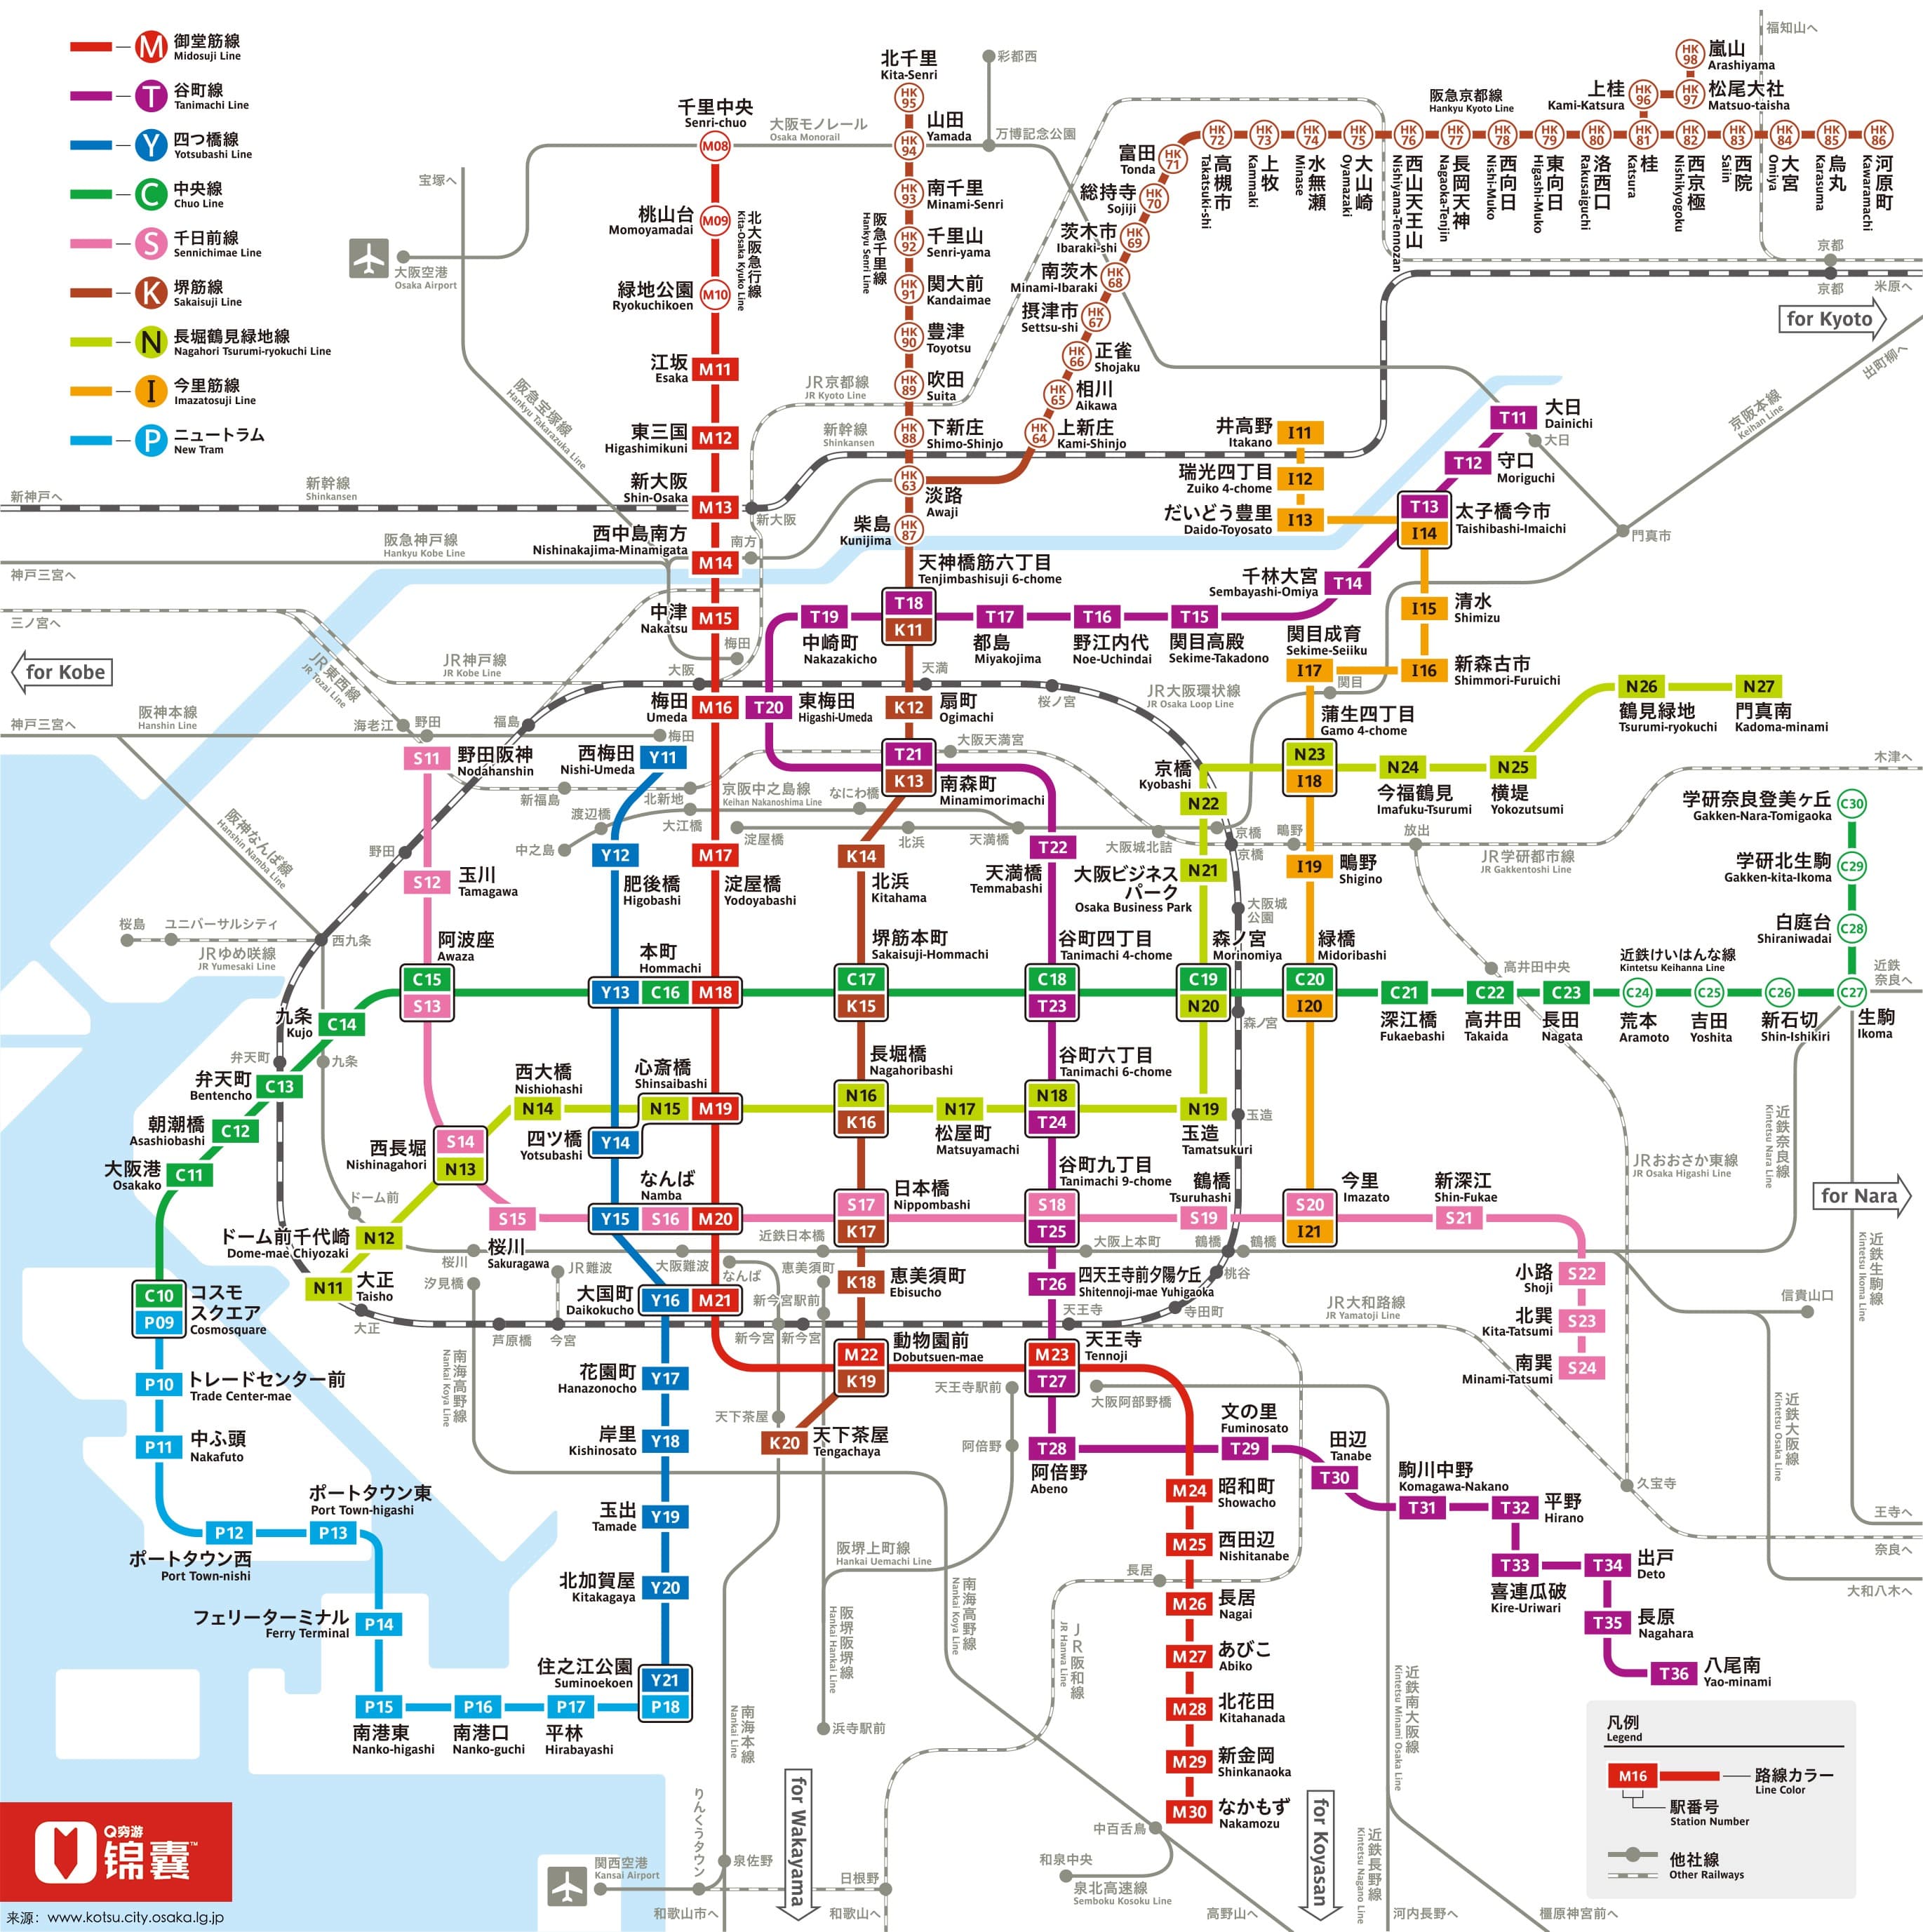 M 御堂筋線
Midosuji Line
T 谷町線
Tanimachi Line
Y 四つ橋線
Yotsubashi Line
C 中央線
Chuo Line
S 千日前線
Sennichimae Line
K 堺筋線
Sakaisuji Line
N 長堀鶴見緑地線
Nagahori Tsurumi-ryokuchi Line
I 今里筋線
Imazatosuji Line
P ニュートラム
New Tram
千里中央
Senri-chuo
M08
桃山台
Momoyamadai
M09
緑地公園
Ryokuchikoen
M10
北大阪急行線
Kita-Osaka Kyuko Line
江坂
Esaka
M11
東三国
Higashimikuni
M12
新大阪
Shin-Osaka
M13
西中島南方
Nishinakajima-Minamigata
M14
中津
Nakatsu
M15
梅田
Umeda
M16
淀屋橋
Yodoyabashi
M17
本町
Hommachi
Y13 C16 M18
心斎橋
Shinsaibashi
N15 M19
四ツ橋
Yotsubashi
Y14
なんば
Namba
Y15 S16 M20
大国町
Daikokucho
Y16 M21
動物園前
Dobutsuen-mae
M22
K19
天王寺
Tennoji
M23
T27
昭和町
Showacho
M24
西田辺
Nishitanabe
M25
長居
Nagai
M26
あびこ
Abiko
M27
北花田
Kitahanada
M28
新金岡
Shinkanaoka
M29
なかもず
Nakamozu
M30
北千里
Kita-Senri
HK 95
山田
Yamada
HK 94
南千里
Minami-Senri
HK 93
千里山
Senri-yama
HK 92
関大前
Kandaimae
HK 91
豊津
Toyotsu
HK 90
吹田
Suita
HK 89
下新庄
Shimo-Shinjo
HK 88
淡路
Awaji
HK 63
柴島
Kunijima
HK 87
阪急千里線
Hankyu Senri Line
上新庄
Kami-Shinjo
HK 64
相川
Aikawa
HK 65
正雀
Shojaku
HK 66
摂津市
Settsu-shi
HK 67
南茨木
Minami-Ibaraki
HK 68
茨木市
Ibaraki-shi
HK 69
総持寺
Sojiji
HK 70
富田
Tonda
HK 71
HK 72
高槻市
Takatsuki-shi
HK 73
上牧
Kammaki
HK 74
水無瀬
Minase
HK 75
大山崎
Oyamazaki
HK 76
西山天王山
Nishiyama-Tennozan
HK 77
長岡天神
Nagaoka-Tenjin
HK 78
西向日
Nishi-Muko
HK 79
東向日
Higashi-Muko
HK 80
洛西口
Rakusaiguchi
HK 81
桂
Katsura
HK 82
西京極
Nishikyogoku
HK 83
西院
Saiin
HK 84
大宮
Omiya
HK 85
烏丸
Karasuma
HK 86
河原町
Kawaramachi
阪急京都線
Hankyu Kyoto Line
上桂
Kami-Katsura
HK 96
HK 97
松尾大社
Matsuo-taisha
HK 98
嵐山
Arashiyama
福知山へ
京都
京都
米原へ
for Kyoto
出町柳へ
京阪本線
Keihan Line
彩都西
万博記念公園
大阪モノレール
Osaka Monorail
宝塚へ
大阪空港
Osaka Airport
阪急宝塚線
Hankyu Takarazuka Line
JR京都線
JR Kyoto Line
新幹線
Shinkansen
新神戸へ
新幹線
Shinkansen
新大阪
南方
阪急神戸線
Hankyu Kobe Line
神戸三宮へ
三ノ宮へ
for Kobe
JR東西線
JR Tozai Line
JR神戸線
JR Kobe Line
阪神本線
Hanshin Line
神戸三宮へ
海老江
野田
福島
梅田
大阪
梅田
天満
桜ノ宮
JR大阪環状線
JR Osaka Loop Line
大日
Dainichi
T11
大日
守口
Moriguchi
T12
太子橋今市
Taishibashi-Imaichi
T13
I14
門真市
千林大宮
Sembayashi-Omiya
T14
T15
関目高殿
Sekime-Takadono
T16
野江内代
Noe-Uchindai
T17
都島
Miyakojima
天神橋筋六丁目
Tenjimbashisuji 6-chome
T18
K11
T19
中崎町
Nakazakicho
T20
東梅田
Higashi-Umeda
T21
K13
南森町
Minamimorimachi
K12
扇町
Ogimachi
井高野
Itakano
I11
瑞光四丁目
Zuiko 4-chome
I12
だいどう豊里
Daido-Toyosato
I13
清水
Shimizu
I15
新森古市
Shimmori-Furuichi
I16
関目成育
Sekime-Seiiku
I17
関目
蒲生四丁目
Gamo 4-chome
N23
I18
N26
鶴見緑地
Tsurumi-ryokuchi
N27
門真南
Kadoma-minami
N24
今福鶴見
Imafuku-Tsurumi
N25
横堤
Yokozutsumi
京橋
Kyobashi
N22
京橋
京橋
大阪ビジネス
パーク
Osaka Business Park
N21
鴫野
I19
鴫野
Shigino
放出
JR学研都市線
JR Gakkentoshi Line
木津へ
大阪城
公園
大阪城北詰
大阪天満宮
S11
野田阪神
Nodahanshin
西梅田
Nishi-Umeda
Y11
新福島
北新地
京阪中之島線
Keihan Nakanoshima Line
なにわ橋
渡辺橋
大江橋
中之島
淀屋橋
北浜
天満橋
Y12
肥後橋
Higobashi
K14
北浜
Kitahama
T22
天満橋
Temmabashi
阪神なんば線
Hanshin Namba Line
野田
S12
玉川
Tamagawa
桜島
ユニバーサルシティ
JRゆめ咲線
JR Yumesaki Line
西九条
阿波座
Awaza
C15
S13
堺筋本町
Sakaisuji-Hommachi
C17
K15
谷町四丁目
Tanimachi 4-chome
C18
T23
森ノ宮
Morinomiya
C19
N20
森ノ宮
緑橋
Midoribashi
C20
I20
C21
深江橋
Fukaebashi
C22
高井田
Takaida
C23
長田
Nagata
C24
荒本
Aramoto
C25
吉田
Yoshita
C26
新石切
Shin-Ishikiri
C27
生駒
Ikoma
白庭台
Shiraniwadai
C28
学研北生駒
Gakken-kita-Ikoma
C29
学研奈良登美ヶ丘
Gakken-Nara-Tomigaoka
C30
高井田中央
近鉄けいはんな線
Kintetsu Keihanna Line
近鉄
奈良へ
九条
Kujo
C14
弁天町
九条
弁天町
Bentencho
C13
朝潮橋
Asashiobashi
C12
大阪港
Osakako
C11
C10
P09
コスモ
スクエア
Cosmosquare
西大橋
Nishiohashi
N14
西長堀
Nishinagahori
S14
N13
長堀橋
Nagahoribashi
N16
K16
N17
松屋町
Matsuyamachi
谷町六丁目
Tanimachi 6-chome
N18
T24
N19
玉造
Tamatsukuri
玉造
ドーム前
ドーム前千代崎
Dome-mae Chiyozaki
N12
N11
大正
Taisho
大正
S15
桜川
Sakuragawa
桜川
汐見橋
JR難波
大阪難波
なんば
近鉄日本橋
恵美須町
新今宮駅前
日本橋
Nippombashi
S17
K17
谷町九丁目
Tanimachi 9-chome
S18
T25
鶴橋
Tsuruhashi
S19
大阪上本町
鶴橋
鶴橋
今里
Imazato
S20
I21
新深江
Shin-Fukae
S21
小路
Shoji
S22
北巽
Kita-Tatsumi
S23
南巽
Minami-Tatsumi
S24
K18
恵美須町
Ebisucho
T26
四天王寺前夕陽ケ丘
Shitennoji-mae Yuhigaoka
桃谷
寺田町
天王寺
芦原橋
今宮
新今宮
新今宮
JR大和路線
JR Yamatoji Line
JRおおさか東線
JR Osaka Higashi Line
近鉄奈良線
Kintetsu Nara Line
for Nara
近鉄生駒線
Kintetsu Ikoma Line
信貴山口
近鉄大阪線
Kintetsu Osaka Line
久宝寺
王寺へ
奈良へ
大和八木へ
南海高野線
Nankai Koya Line
花園町
Hanazonocho
Y17
岸里
Kishinosato
Y18
玉出
Tamade
Y19
北加賀屋
Kitakagaya
Y20
住之江公園
Suminoekoen
Y21
P18
天下茶屋
K20
天下茶屋
Tengachaya
天王寺駅前
阿倍野
大阪阿部野橋
T28
阿倍野
Abeno
文の里
Fuminosato
T29
田辺
Tanabe
T30
駒川中野
Komagawa-Nakano
T31
T32
平野
Hirano
T33
喜連瓜破
Kire-Uriwari
T34
出戸
Deto
T35
長原
Nagahara
T36
八尾南
Yao-minami
P10
トレードセンター前
Trade Center-mae
P11
中ふ頭
Nakafuto
P12
ポートタウン西
Port Town-nishi
ポートタウン東
Port Town-higashi
P13
フェリーターミナル
Ferry Terminal
P14
P15
南港東
Nanko-higashi
P16
南港口
Nanko-guchi
P17
平林
Hirabayashi
阪堺上町線
Hankai Uemachi Line
阪堺阪堺線
Hankai Hankai Line
浜寺駅前
南海高野線
Nankai Koya Line
長居
JR阪和線
JR Hanwa Line
南海本線
Nankai Line
りんくうタウン
泉佐野
関西空港
Kansai Airport
和歌山市へ
for Wakayama
和歌山へ
日根野
中百舌鳥
和泉中央
泉北高速線
Semboku Kosoku Line
高野山へ
for Koyasan
近鉄南大阪線
Kintetsu Minami Osaka Line
近鉄長野線
Kintetsu Nagano Line
河内長野へ
橿原神宮前へ
凡例
Legend
M16
路線カラー
Line Color
駅番号
Station Number
他社線
Other Railways
Q穷游
锦囊™
来源：www.kotsu.city.osaka.lg.jp